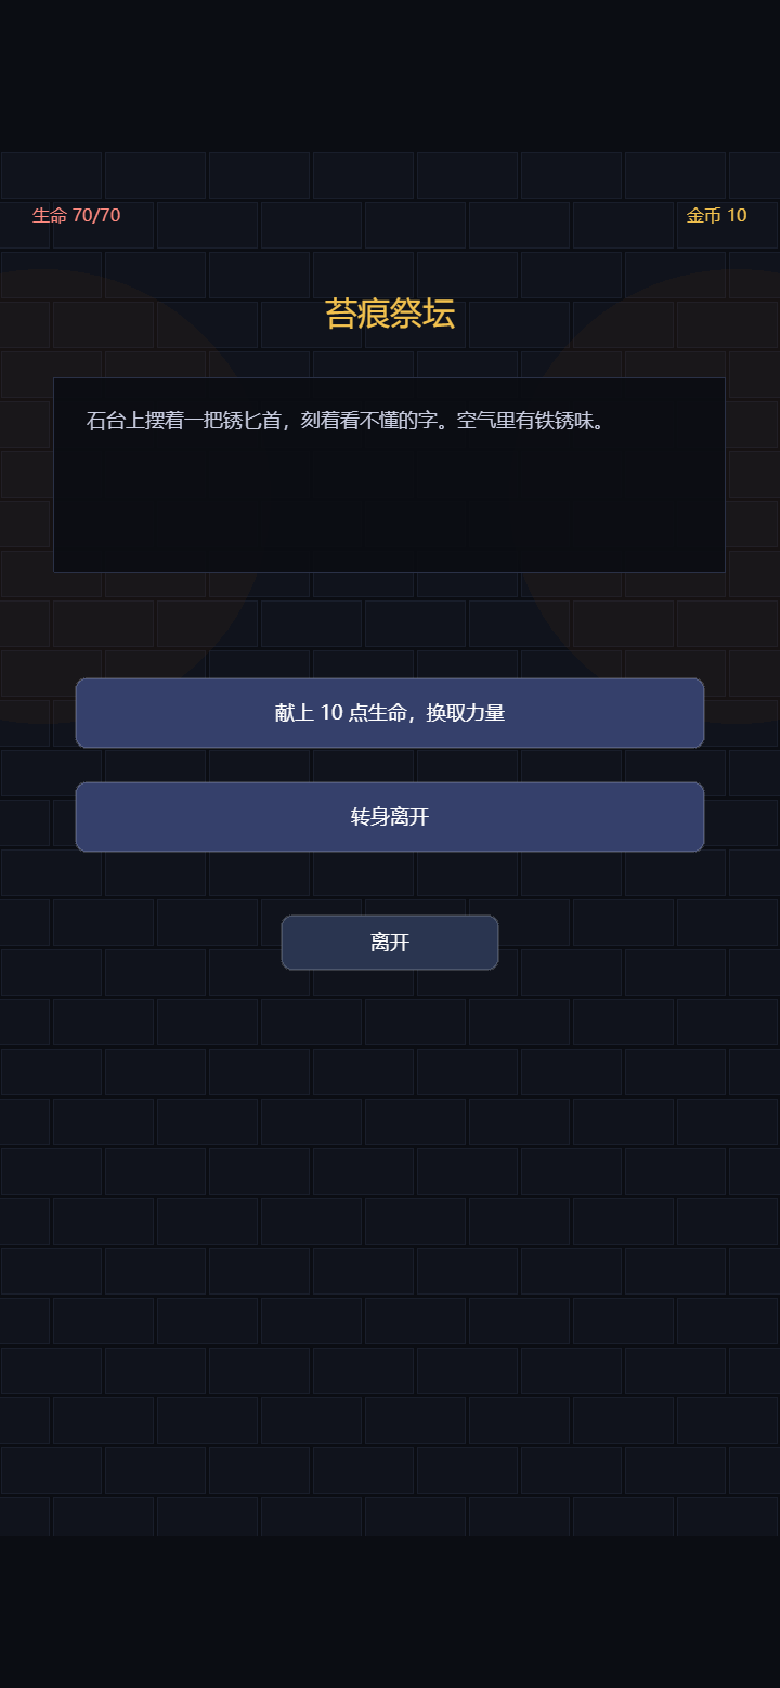 生命 70/70
金币 10
苔痕祭坛
石台上摆着一把锈匕首，刻着看不懂的字。空气里有铁锈味。
献上 10 点生命，换取力量
转身离开
离开